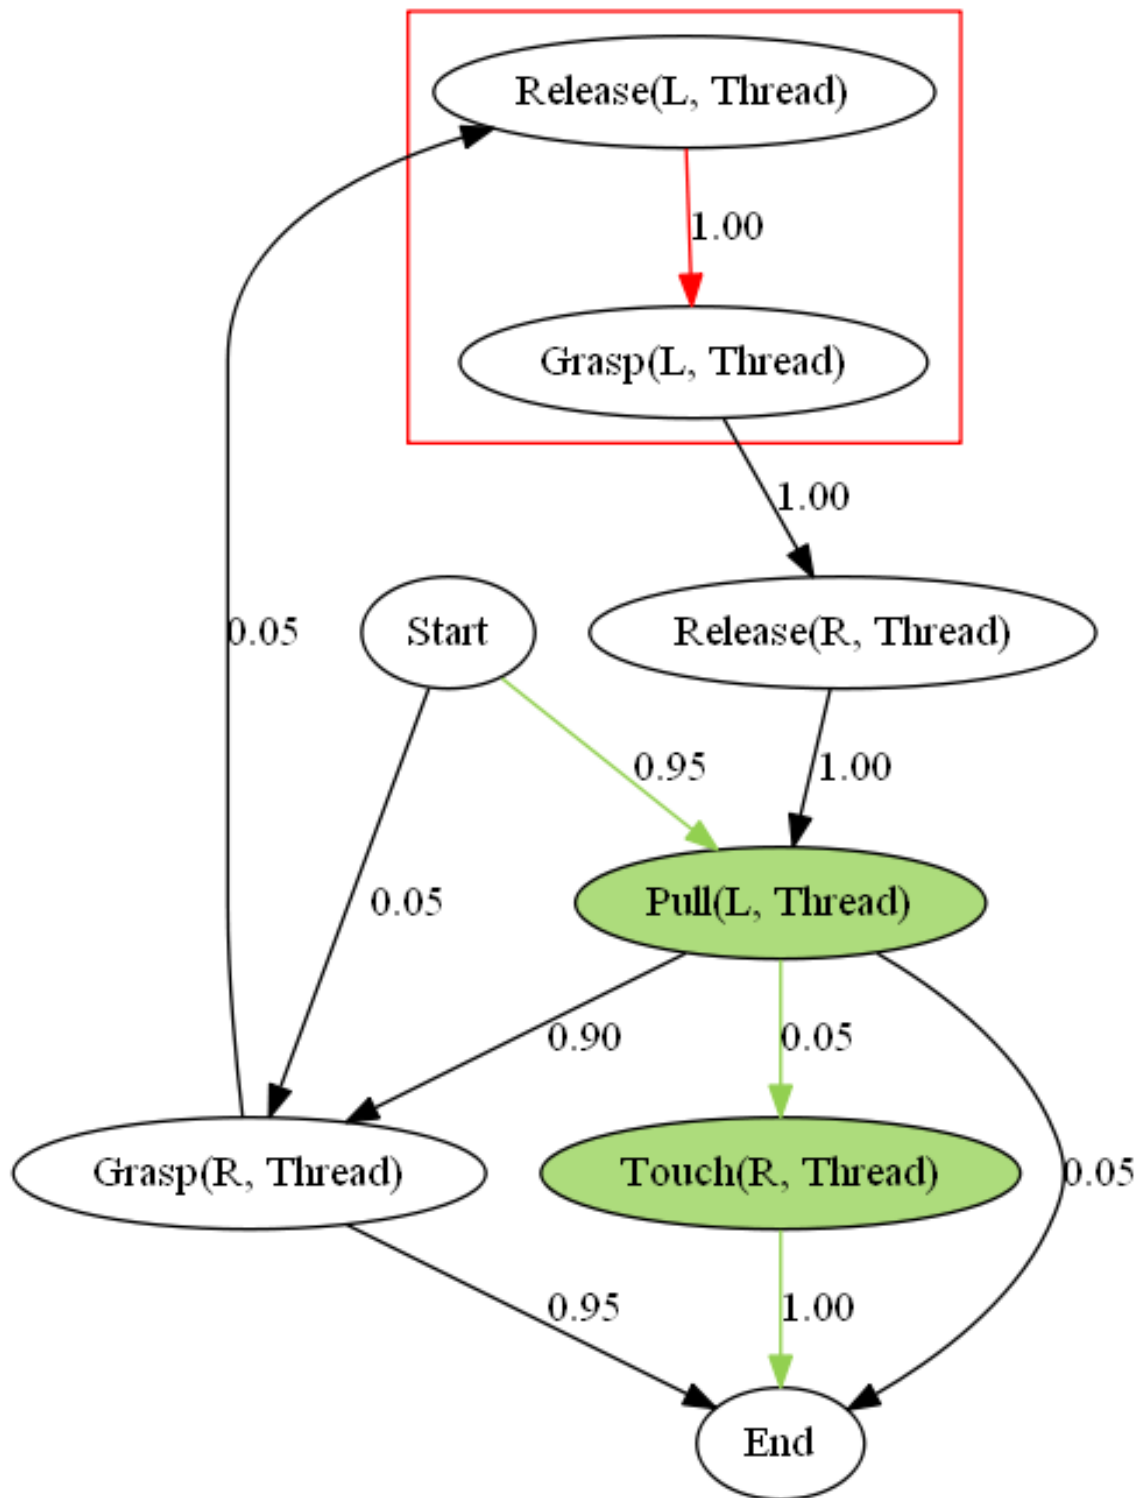 Release(L, Thread)
1.00
Grasp(L, Thread)
1.00
0.05
Start
Release(R, Thread)
0.95
1.00
0.05
Pull(L, Thread)
0.90
0.05
0.05
Grasp(R, Thread)
Touch(R, Thread)
0.95
1.00
End